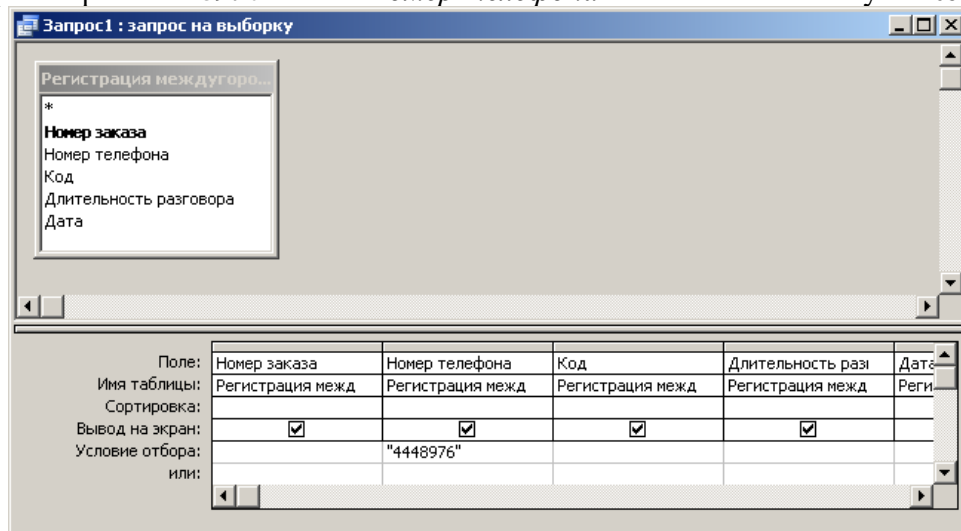 Запрос1 : запрос на выборку
Регистрация междугоро...
*
Номер заказа
Номер телефона
Код
Длительность разговора
Дата
Поле: Номер заказа Номер телефона Код Длительность разг Дата
Имя таблицы: Регистрация межд Регистрация межд Регистрация межд Регистрация межд Реги
Сортировка:
Вывод на экран:
Условие отбора: "4448976"
или: